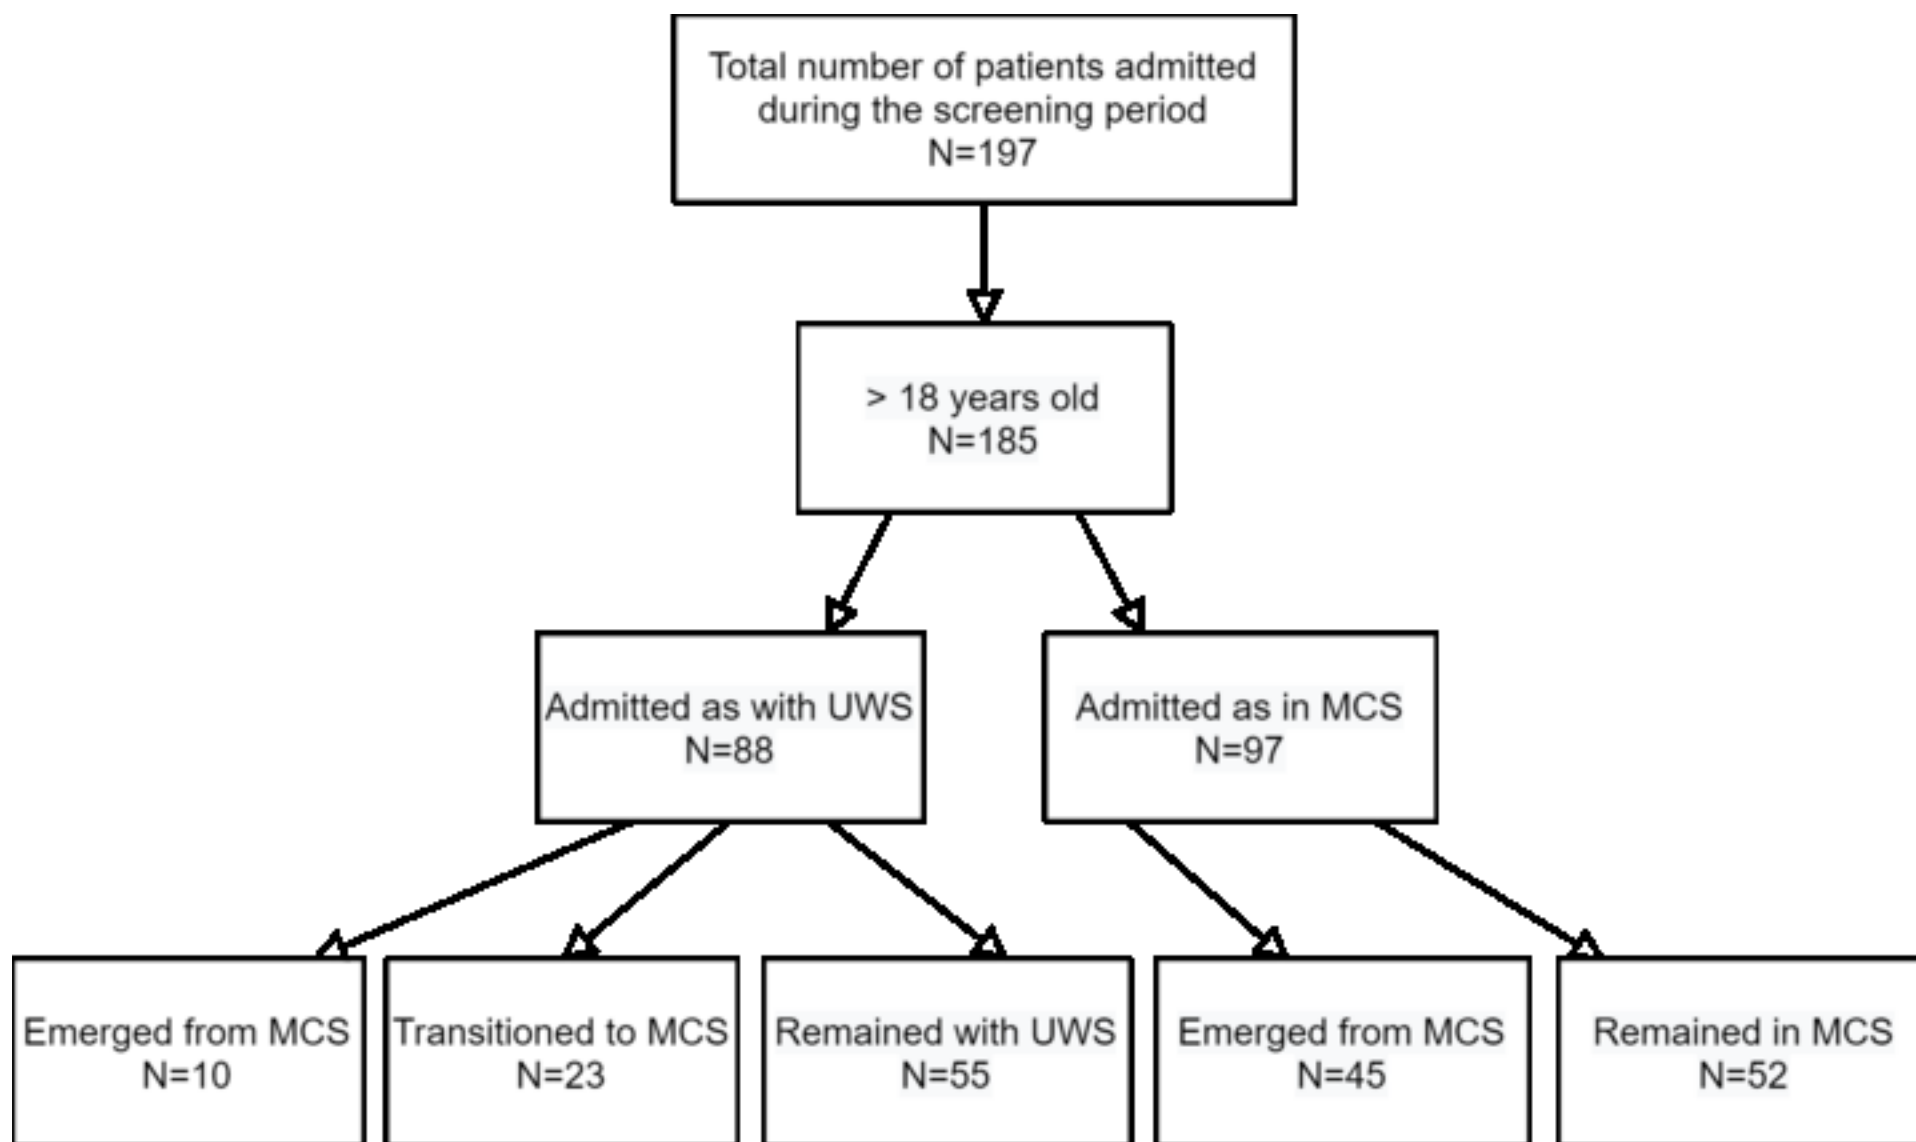 Total number of patients admitted
during the screening period
N=197
> 18 years old
N=185
Admitted as with UWS
N=88
Admitted as in MCS
N=97
Emerged from MCS
N=10
Transitioned to MCS
N=23
Remained with UWS
N=55
Emerged from MCS
N=45
Remained in MCS
N=52